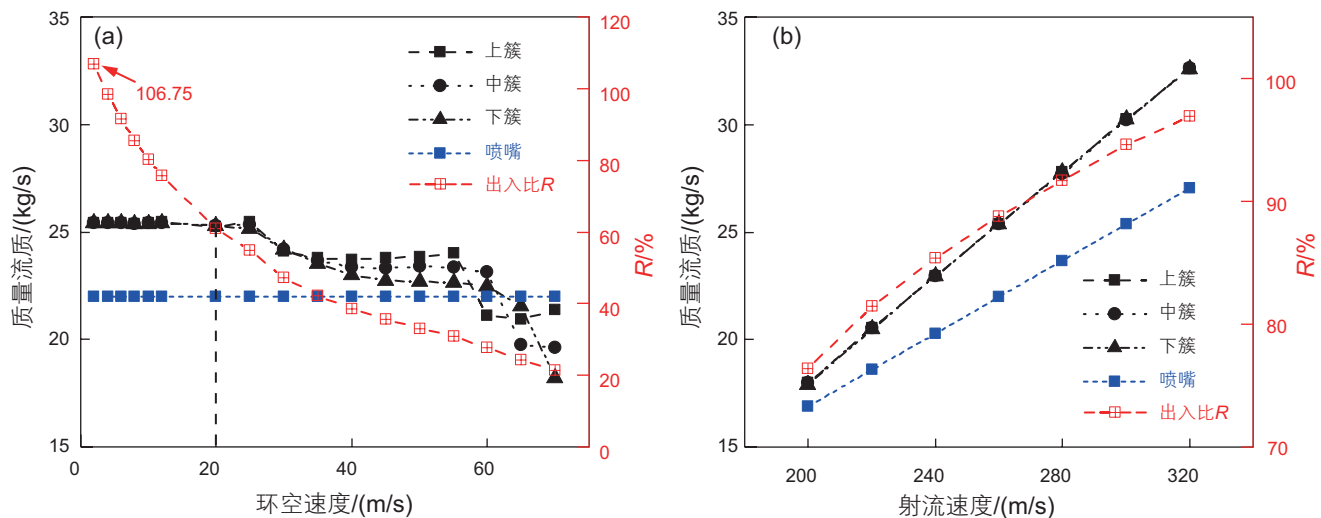 (a)
上簇
中簇
下簇
喷嘴
出入比R
106.75
质量流质/(kg/s)
35
30
25
20
15
0
20
40
60
环空速度/(m/s)
120
100
80
60
40
20
0
R/%
(b)
上簇
中簇
下簇
喷嘴
出入比R
质量流质/(kg/s)
35
30
25
20
15
200
240
280
320
射流速度/(m/s)
100
90
80
70
R/%